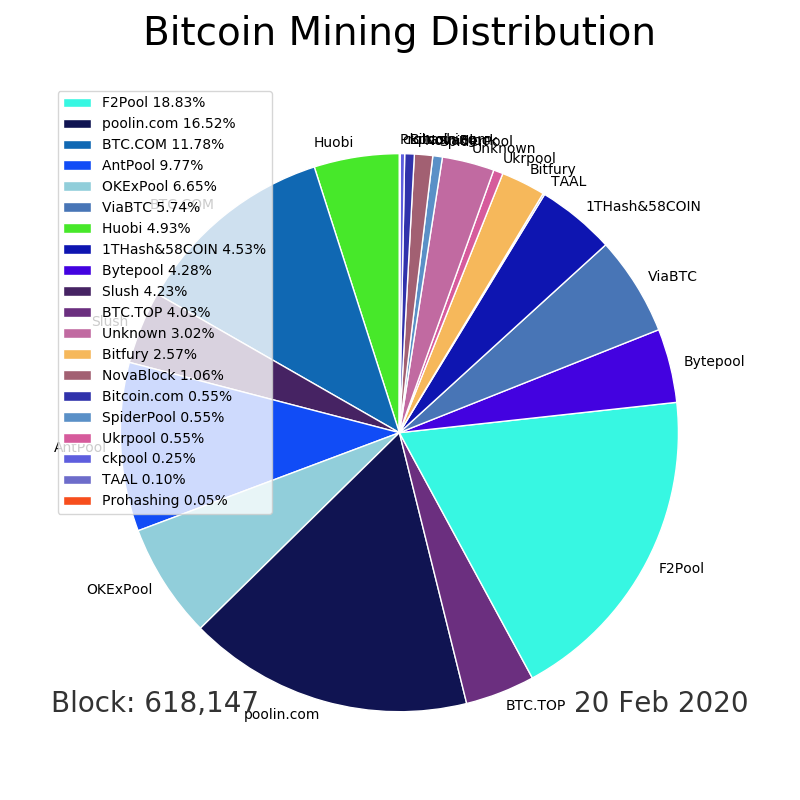 Bitcoin Mining Distribution
F2Pool 18.83%
poolin.com 16.52%
BTC.COM 11.78%
AntPool 9.77%
OKExPool 6.65%
ViaBTC 5.74%
Huobi 4.93%
1THash&58COIN 4.53%
Bytepool 4.28%
Slush 4.23%
BTC.TOP 4.03%
Unknown 3.02%
Bitfury 2.57%
NovaBlock 1.06%
Bitcoin.com 0.55%
SpiderPool 0.55%
Ukrpool 0.55%
ckpool 0.25%
TAAL 0.10%
Prohashing 0.05%
Huobi
Unknown
Ukrpool
Bitfury
TAAL
1THash&58COIN
ViaBTC
Bytepool
F2Pool
BTC.TOP
poolin.com
OKExPool
AntPool
Slush
BTC.COM
Block: 618,147
20 Feb 2020